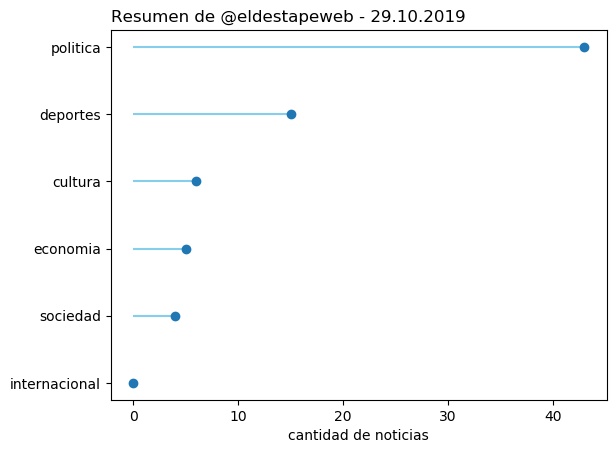 Resumen de @eldestapeweb - 29.10.2019
politica
deportes
cultura
economia
sociedad
internacional
0 10 20 30 40
cantidad de noticias